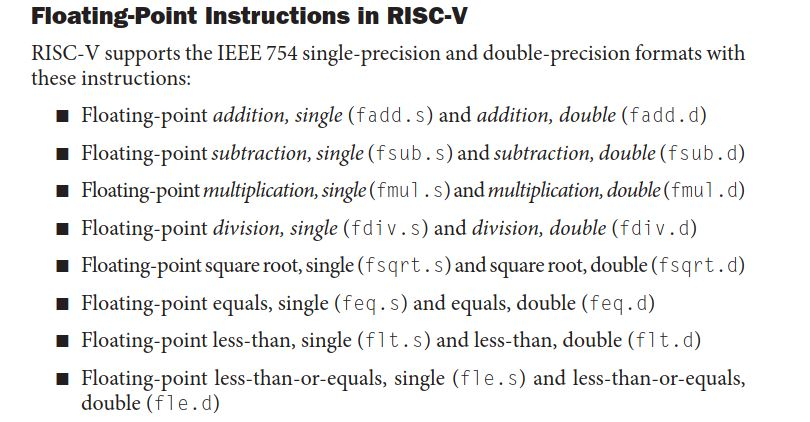 Floating-Point Instructions in RISC-V
RISC-V supports the IEEE 754 single-precision and double-precision formats with
these instructions:
■ Floating-point addition, single (fadd.s) and addition, double (fadd.d)
■ Floating-point subtraction, single (fsub.s) and subtraction, double (fsub.d)
■ Floating-point multiplication, single (fmul.s) and multiplication, double (fmul.d)
■ Floating-point division, single (fdiv.s) and division, double (fdiv.d)
■ Floating-point square root, single (fsqrt.s) and square root, double (fsqrt.d)
■ Floating-point equals, single (feq.s) and equals, double (feq.d)
■ Floating-point less-than, single (flt.s) and less-than, double (flt.d)
■ Floating-point less-than-or-equals, single (fle.s) and less-than-or-equals,
double (fle.d)